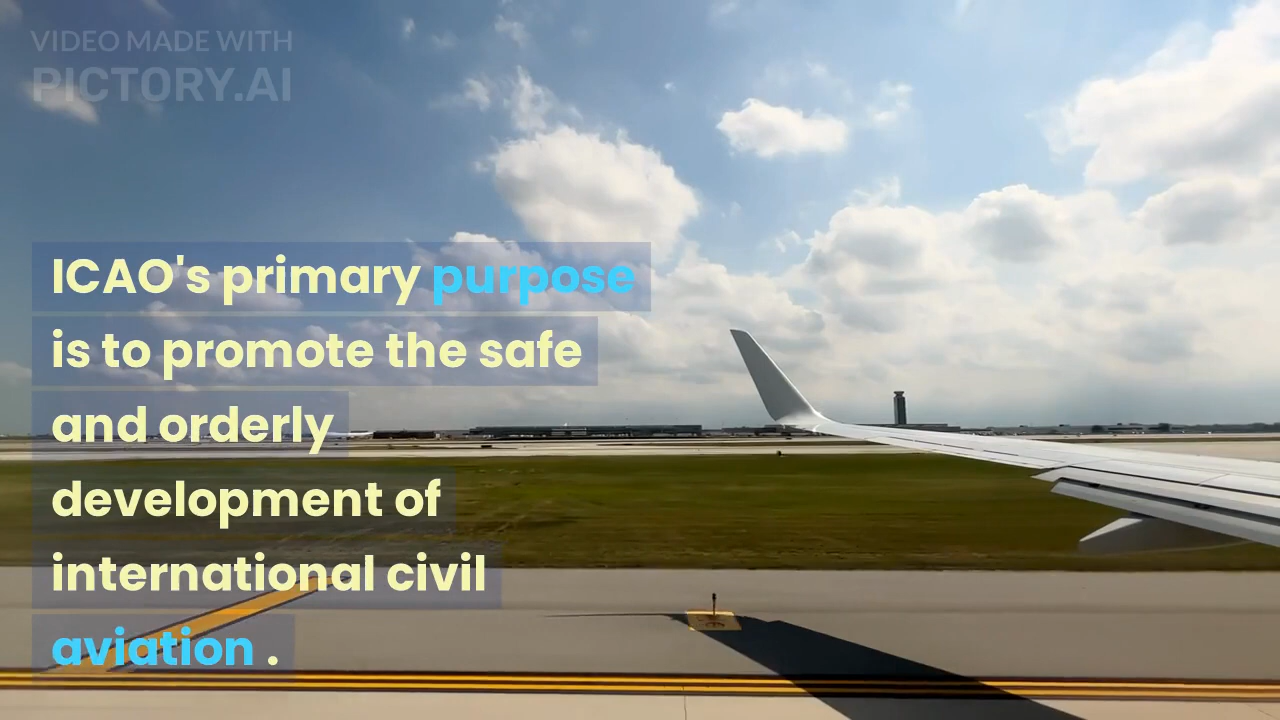 VIDEO MADE WITH
PICTORY.AI
ICAO's primary purpose
is to promote the safe
and orderly
development of
international civil
aviation .